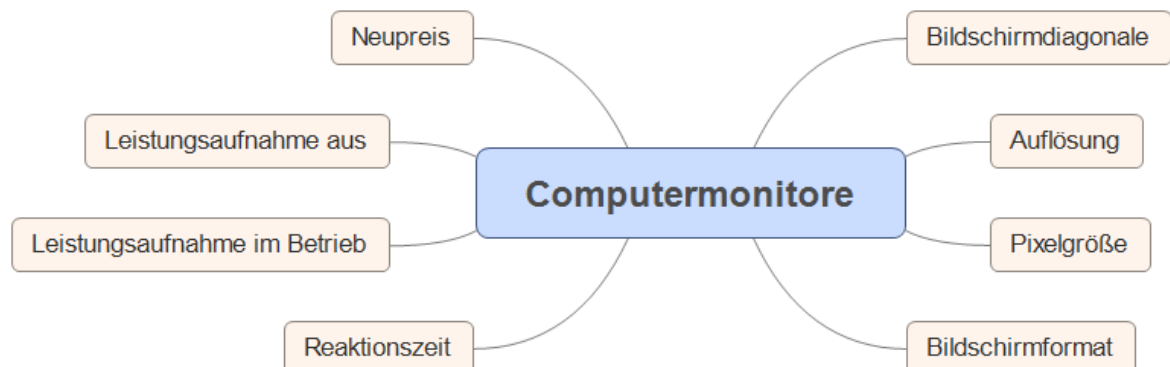 Neupreis
Bildschirmdiagonale
Leistungsaufnahme aus
Auflösung
Computermonitore
Leistungsaufnahme im Betrieb
Pixelgröße
Reaktionszeit
Bildschirmformat